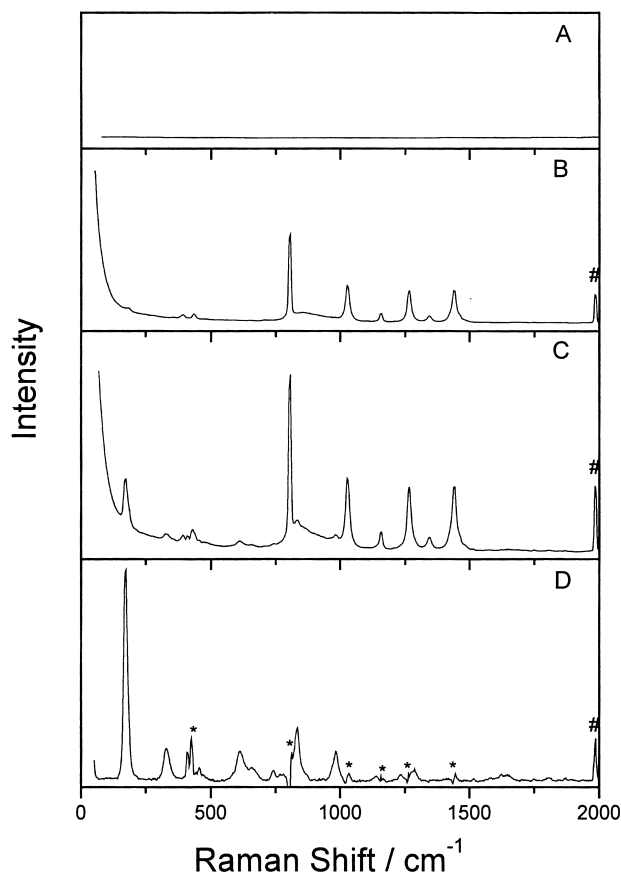 A
B
#
C
#
D
*
#
*
*
*
*
*
0
500
1000
1500
2000
Raman Shift / cm-1
Intensity